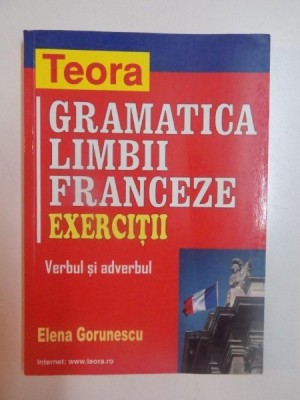 Teora
GRAMATICA
LIMBII
FRANCEZE
EXERCIȚII
Verbul și adverbul
Elena Gorunescu
Internet: www.teora.ro